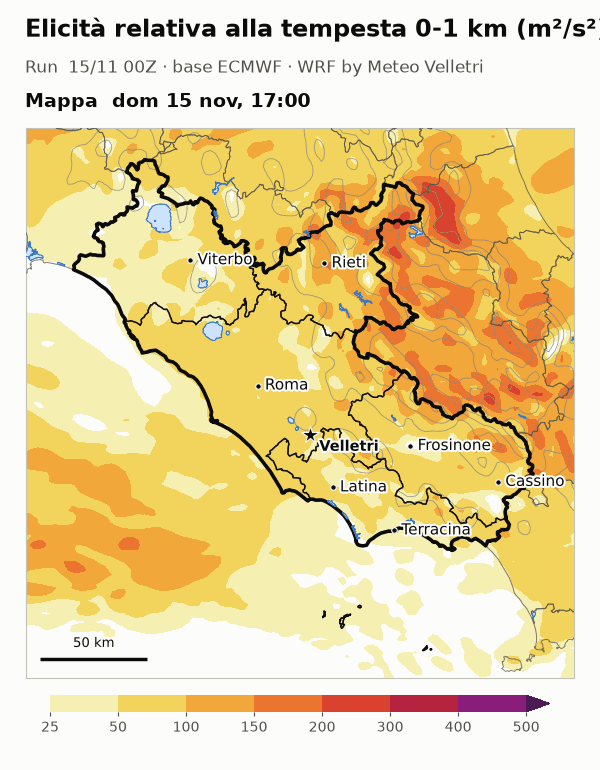 Elicità relativa alla tempesta 0-1 km (m²/s²)
Run 15/11 00Z · base ECMWF · WRF by Meteo Velletri
Mappa dom 15 nov, 17:00
Viterbo
Rieti
Roma
Velletri
Frosinone
Latina
Cassino
Terracina
50 km
25 50 100 150 200 300 400 500